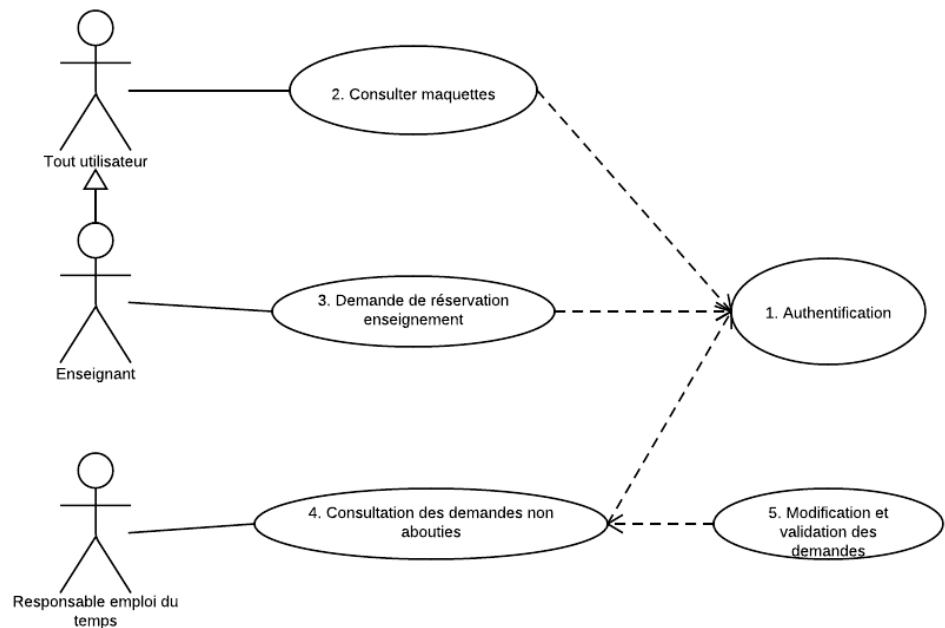 2. Consulter maquettes
Tout utilisateur
3. Demande de réservation
enseignement
1. Authentification
Enseignant
4. Consultation des demandes non
abouties
5. Modification et
validation des
demandes
Responsable emploi du
temps